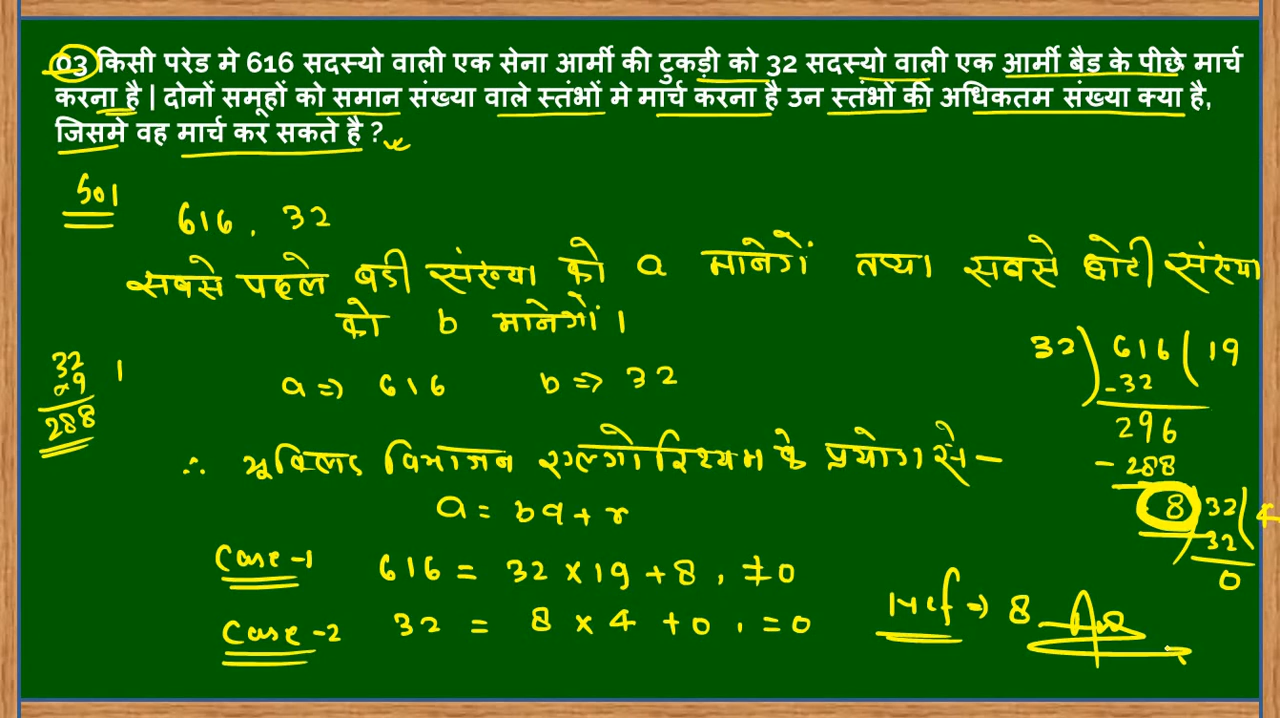 03 किसी परेड मे 616 सदस्यो वाली एक सेना आर्मी की टुकड़ी को 32 सदस्यो वाली एक आर्मी बैड के पीछे मार्च
करना है | दोनों समूहों को समान संख्या वाले स्तंभों मे मार्च करना है उन स्तंभों की अधिकतम संख्या क्या है,
जिसमे वह मार्च कर सकते है ?
Sol
616, 32
सबसे पहले बडी संख्या को a मानेगें तथा सबसे छोटी संख्या
को b मानेगों।
a => 616 b => 32
32
×9
288
1
32) 616 (19
-32
296
- 288
8) 32 (4
32
0
∴ यूक्लिड विभाजन एल्गोरिथ्यम के प्रयोग से –
a = bq + r
Case -1 616 = 32 × 19 + 8, ≠ 0
Case -2 32 = 8 × 4 + 0, = 0
Hcf => 8 Ans